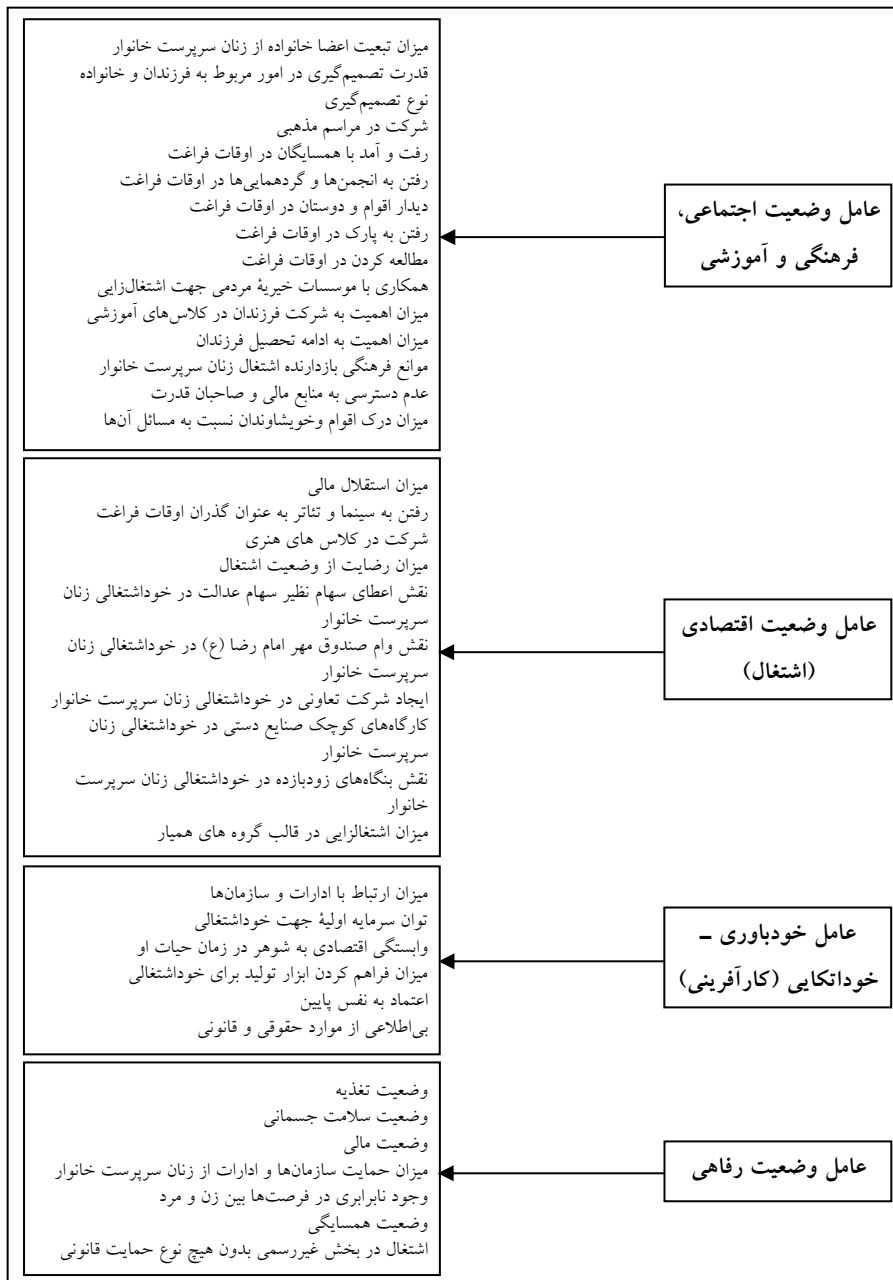 عامل وضعیت اجتماعی،
فرهنگی و آموزشی
میزان تبعیت اعضا خانواده از زنان سرپرست خانوار
قدرت تصمیم‌گیری در امور مربوط به فرزندان و خانواده
نوع تصمیم‌گیری
شرکت در مراسم مذهبی
رفت و آمد با همسایگان در اوقات فراغت
رفتن به انجمن‌ها و گردهمایی‌ها در اوقات فراغت
دیدار اقوام و دوستان در اوقات فراغت
رفتن به پارک در اوقات فراغت
مطالعه کردن در اوقات فراغت
همکاری با موسسات خیریۀ مردمی جهت اشتغال‌زایی
میزان اهمیت به شرکت فرزندان در کلاس‌های آموزشی
میزان اهمیت به ادامه تحصیل فرزندان
موانع فرهنگی بازدارنده اشتغال زنان سرپرست خانوار
عدم دسترسی به منابع مالی و صاحبان قدرت
میزان درک اقوام وخویشاوندان نسبت به مسائل آن‌ها
عامل وضعیت اقتصادی
(اشتغال)
میزان استقلال مالی
رفتن به سینما و تئاتر به عنوان گذران اوقات فراغت
شرکت در کلاس های هنری
میزان رضایت از وضعیت اشتغال
نقش اعطای سهام نظیر سهام عدالت در خوداشتغالی زنان
سرپرست خانوار
نقش وام صندوق مهر امام رضا (ع) در خوداشتغالی زنان
سرپرست خانوار
ایجاد شرکت تعاونی در خوداشتغالی زنان سرپرست خانوار
کارگاه‌های کوچک صنایع دستی در خوداشتغالی زنان
سرپرست خانوار
نقش بنگاه‌های زودبازده در خوداشتغالی زنان سرپرست
خانوار
میزان اشتغالزایی در قالب گروه های همیار
عامل خودباوری –
خوداتکایی (کارآفرینی)
میزان ارتباط با ادارات و سازمان‌ها
توان سرمایه اولیۀ جهت خوداشتغالی
وابستگی اقتصادی به شوهر در زمان حیات او
میزان فراهم کردن ابزار تولید برای خوداشتغالی
اعتماد به نفس پایین
بی‌اطلاعی از موارد حقوقی و قانونی
عامل وضعیت رفاهی
وضعیت تغذیه
وضعیت سلامت جسمانی
وضعیت مالی
میزان حمایت سازمان‌ها و ادارات از زنان سرپرست خانوار
وجود نابرابری در فرصت‌ها بین زن و مرد
وضعیت همسایگی
اشتغال در بخش غیررسمی بدون هیچ نوع حمایت قانونی